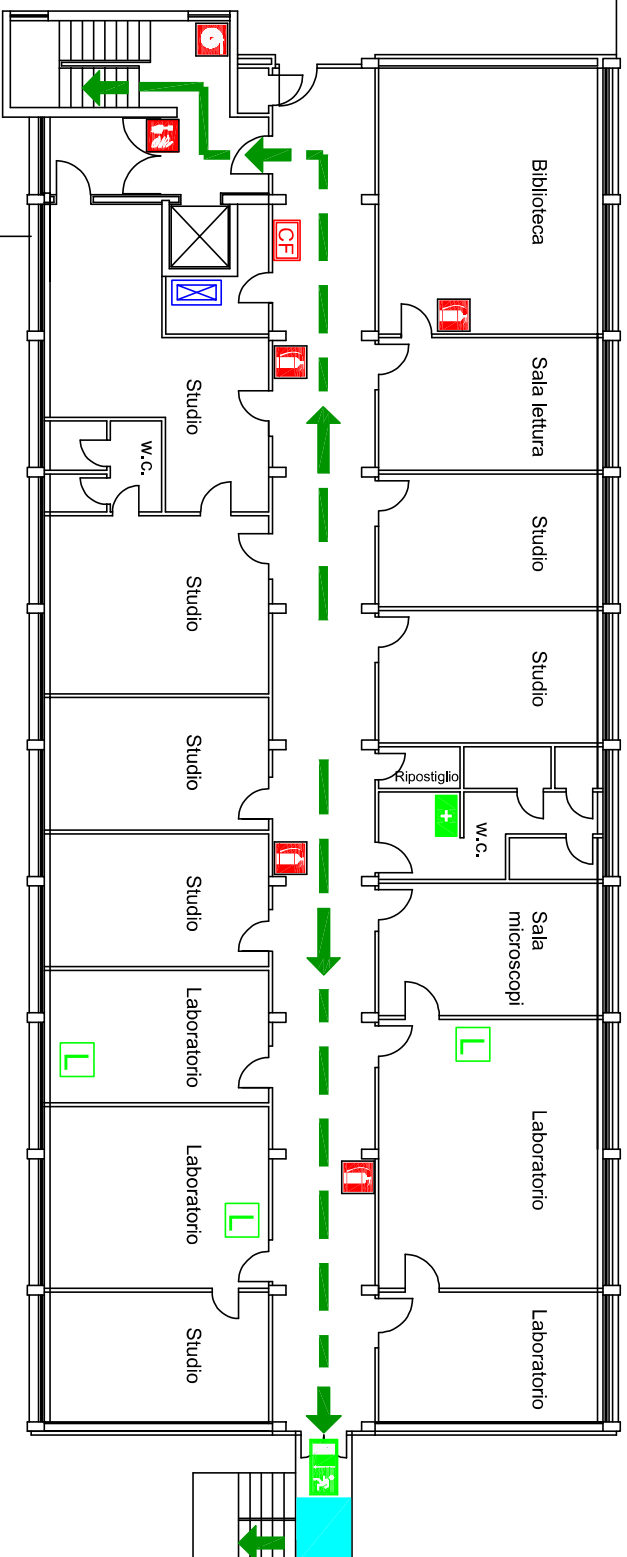 Biblioteca
Sala lettura
Studio
Studio
Ripostiglio
w.c.
Sala
microscopi
L
Laboratorio
Laboratorio
CF
Studio
w.c.
Studio
Studio
Studio
Laboratorio
L
Laboratorio
L
Studio